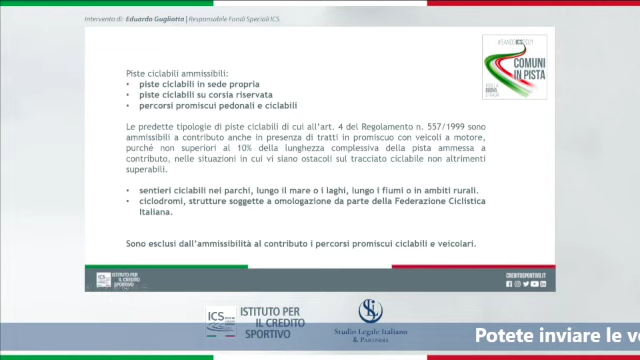 Intervento di: Eduardo Gugliotta | Responsabile Fondi Speciali ICS
COMUNI
IN PISTA
Piste ciclabili ammissibili:
• piste ciclabili in sede propria
• piste ciclabili su corsia riservata
• percorsi promiscui pedonali e ciclabili
Le predette tipologie di piste ciclabili di cui all'art. 4 del Regolamento n. 557/1999 sono
ammissibili a contributo anche in presenza di tratti in promiscuo con veicoli a motore,
purché non superiori al 10% della lunghezza complessiva della pista ammessa a
contributo, nelle situazioni in cui vi siano ostacoli sul tracciato ciclabile non altrimenti
superabili.
• sentieri ciclabili nei parchi, lungo il mare o i laghi, lungo i fiumi o in ambiti rurali.
• ciclodromi, strutture soggette a omologazione da parte della Federazione Ciclistica
Italiana.
Sono esclusi dall'ammissibilità al contributo i percorsi promiscui ciclabili e veicolari.
ICS
ISTITUTO PER
IL CREDITO
SPORTIVO
CREDITOSPORTIVO.IT
ICS
ISTITUTO PER
IL CREDITO
SPORTIVO
Studio Legale Italiano
& Partners
Potete inviare le v